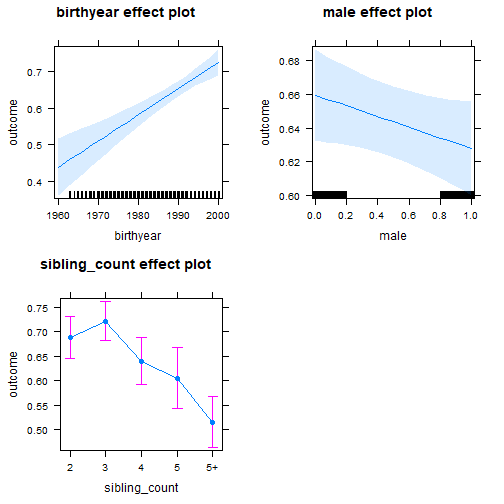 birthyear effect plot
outcome
0.7
0.6
0.5
0.4
1960 1970 1980 1990 2000
birthyear
male effect plot
outcome
0.68
0.66
0.64
0.62
0.60
0.0 0.2 0.4 0.6 0.8 1.0
male
sibling_count effect plot
outcome
0.75
0.70
0.65
0.60
0.55
0.50
2 3 4 5 5+
sibling_count